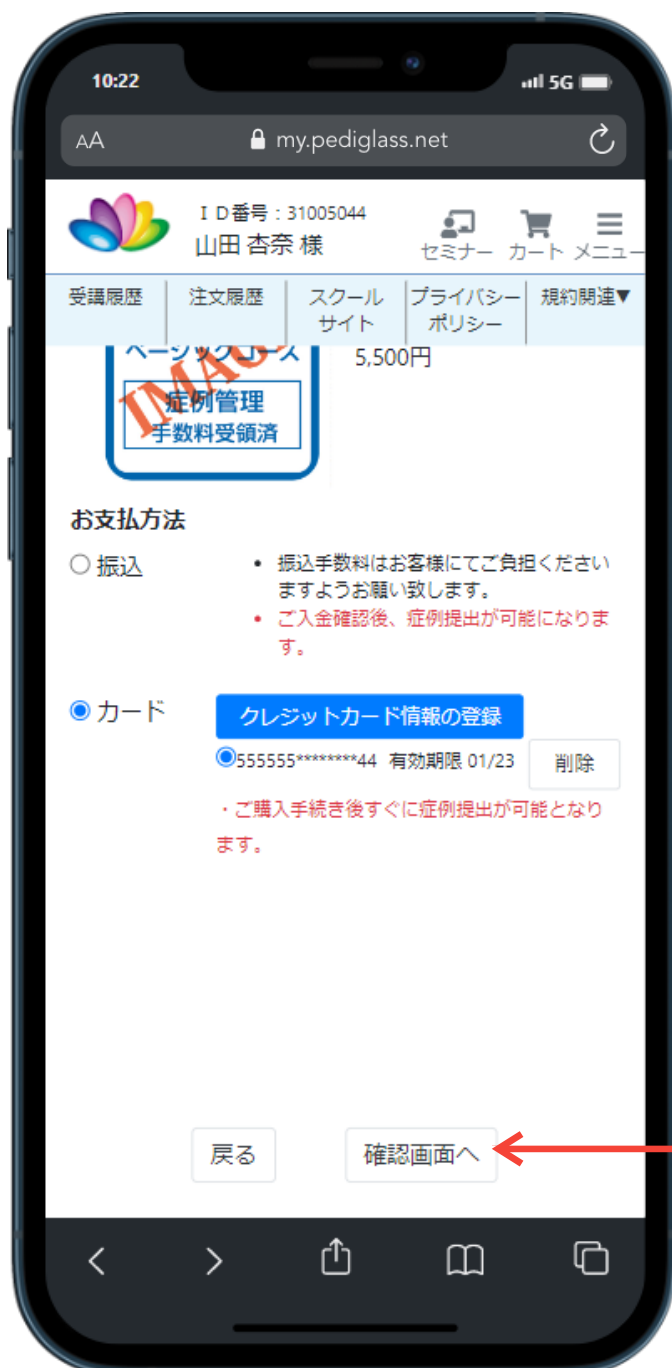 10:22
5G
AA my.pediglass.net
ＩＤ番号：31005044
山田 杏奈 様
セミナー カート メニュー
受講履歴 注文履歴 スクール
サイト プライバシー
ポリシー 規約関連▼
ベーシックコース
IMAG
5,500円
症例管理
手数料受領済
お支払方法
振込
• 振込手数料はお客様にてご負担ください
ますようお願い致します。
• ご入金確認後、症例提出が可能になりま
す。
カード
クレジットカード情報の登録
555555********44 有効期限 01/23 削除
・ご購入手続き後すぐに症例提出が可能となり
ます。
戻る 確認画面へ